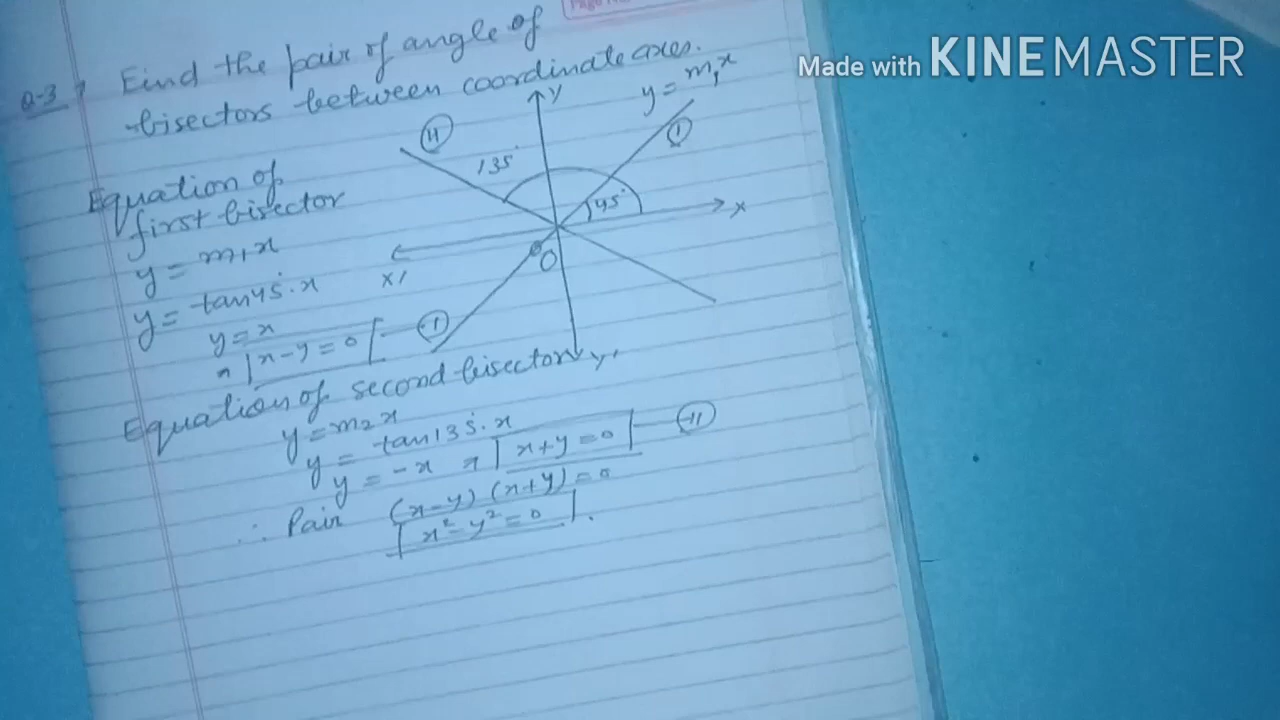 Q-3 Find the pair of angle of
bisectors between coordinate axes.
Made with KINEMASTER
Y
y = m₁x
II
135°
I
45°
X
X'
O
Y'
Equation of
first bisector
y = m₁x
y = tan45°.x
y = x
x - y = 0 — I
Equation of second bisector
y = m₂x
y = tan135°.x
y = -x x + y = 0 — II
∴ Pair (x-y) (x+y) = 0
x² - y² = 0 .